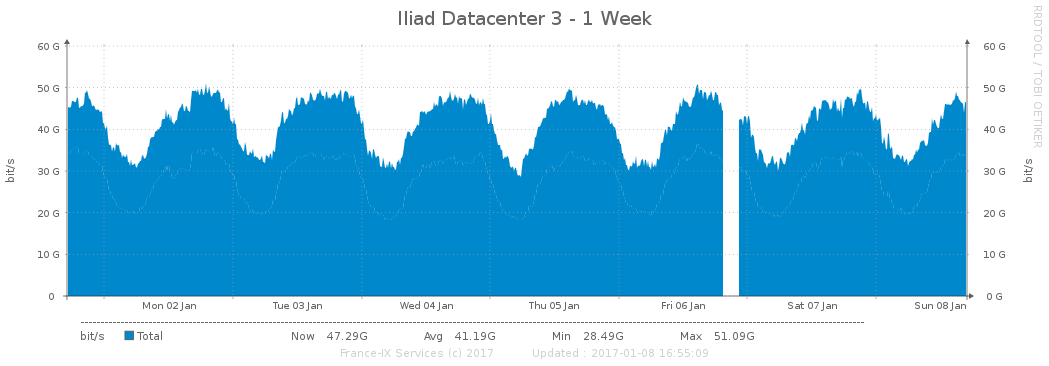 Iliad Datacenter 3 - 1 Week
RRDTOOL / TOBI OETIKER
60 G 60 G
50 G 50 G
40 G 40 G
30 G 30 G
20 G 20 G
10 G 10 G
0 0 G
bit/s bit/s
Mon 02 Jan Tue 03 Jan Wed 04 Jan Thu 05 Jan Fri 06 Jan Sat 07 Jan Sun 08 Jan
bit/s Total Now 47.29G Avg 41.19G Min 28.49G Max 51.09G
France-IX Services (c) 2017 Updated : 2017-01-08 16:55:09